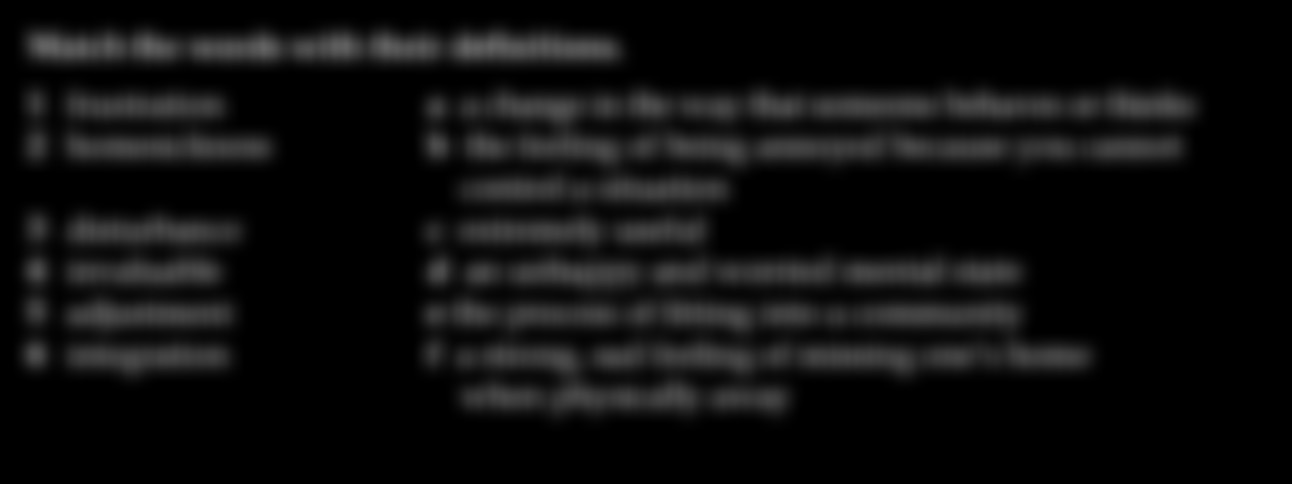 Match the words with their definitions.
1 frustration a a change in the way that someone behaves or thinks
2 homesickness b the feeling of being annoyed because you cannot
control a situation
3 disturbance c extremely useful
4 invaluable d an unhappy and worried mental state
5 adjustment e the process of fitting into a community
6 integration f a strong, sad feeling of missing one's home
when physically away